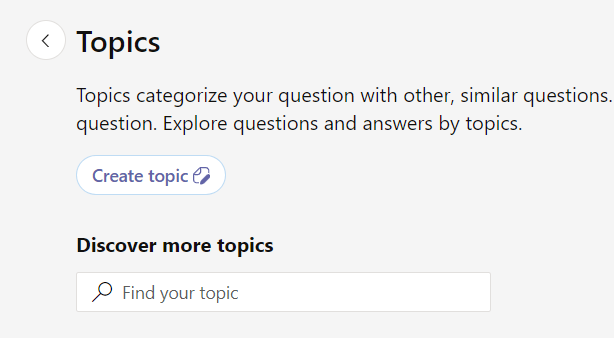 Topics
Topics categorize your question with other, similar questions.
question. Explore questions and answers by topics.
Create topic
Discover more topics
Find your topic